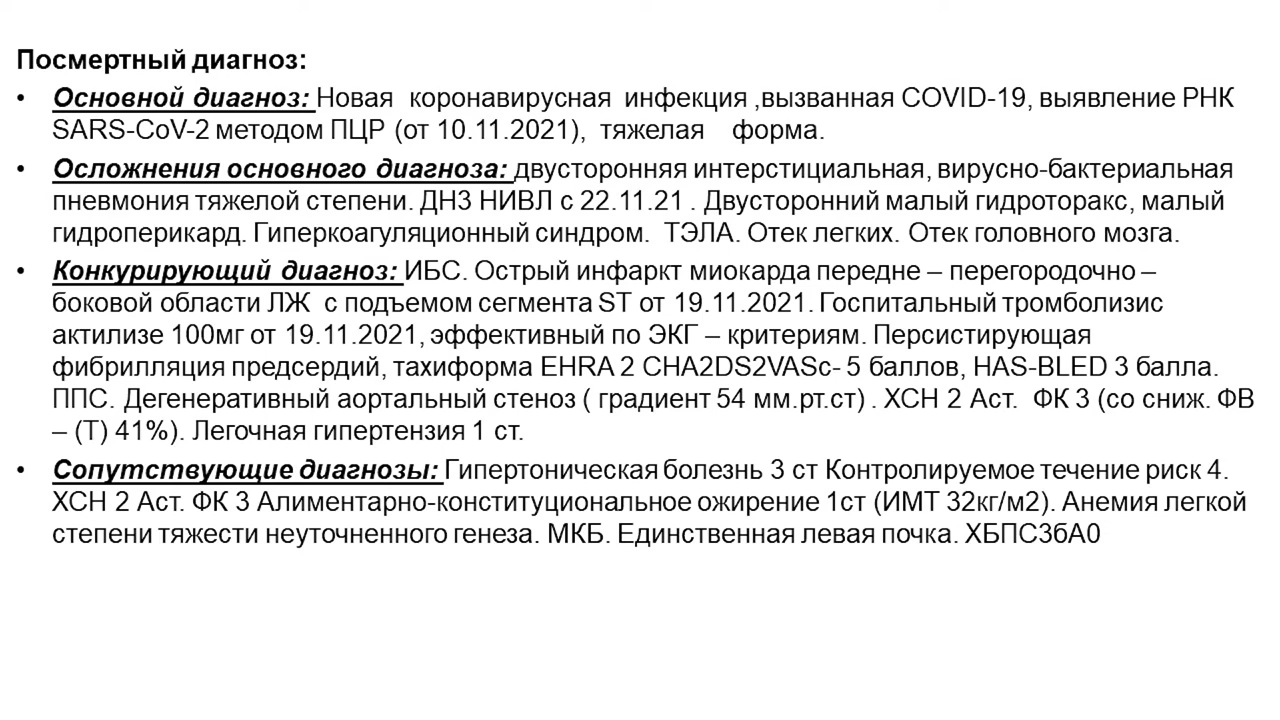 Посмертный диагноз:
• Основной диагноз: Новая коронавирусная инфекция ,вызванная COVID-19, выявление РНК
SARS-CoV-2 методом ПЦР (от 10.11.2021), тяжелая форма.
• Осложнения основного диагноза: двусторонняя интерстициальная, вирусно-бактериальная
пневмония тяжелой степени. ДН3 НИВЛ с 22.11.21 . Двусторонний малый гидроторакс, малый
гидроперикард. Гиперкоагуляционный синдром. ТЭЛА. Отек легких. Отек головного мозга.
• Конкурирующий диагноз: ИБС. Острый инфаркт миокарда передне – перегородочно –
боковой области ЛЖ с подъемом сегмента ST от 19.11.2021. Госпитальный тромболизис
актилизе 100мг от 19.11.2021, эффективный по ЭКГ – критериям. Персистирующая
фибрилляция предсердий, тахиформа EHRA 2 CHA2DS2VASc- 5 баллов, HAS-BLED 3 балла.
ППС. Дегенеративный аортальный стеноз ( градиент 54 мм.рт.ст) . ХСН 2 Аст. ФК 3 (со сниж. ФВ
– (Т) 41%). Легочная гипертензия 1 ст.
• Сопутствующие диагнозы: Гипертоническая болезнь 3 ст Контролируемое течение риск 4.
ХСН 2 Аст. ФК 3 Алиментарно-конституциональное ожирение 1ст (ИМТ 32кг/м2). Анемия легкой
степени тяжести неуточненного генеза. МКБ. Единственная левая почка. ХБПС3бА0